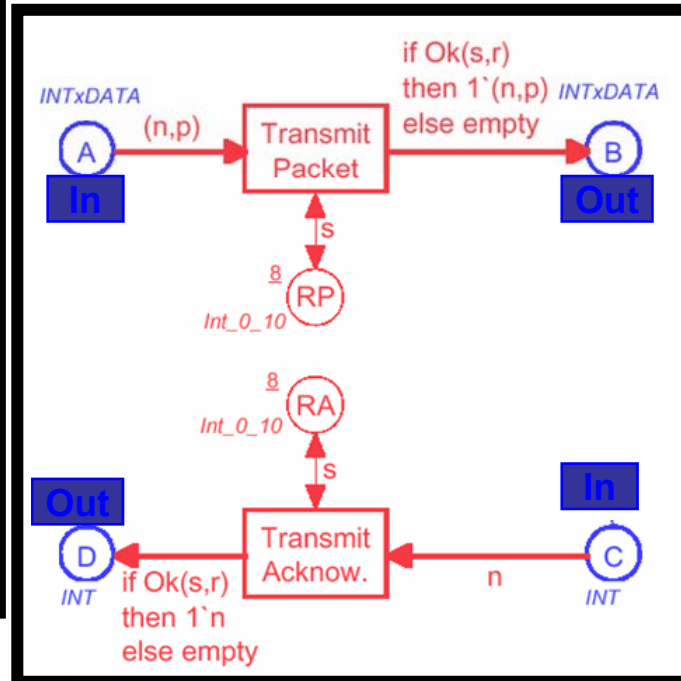 if Ok(s,r)
then 1`(n,p)
else empty
INTxDATA
INTxDATA
(n,p)
A
Transmit
Packet
B
In
Out
s
8
RP
Int_0_10
8
RA
Int_0_10
s
Out
In
D
Transmit
Acknow.
C
n
INT
INT
if Ok(s,r)
then 1`n
else empty